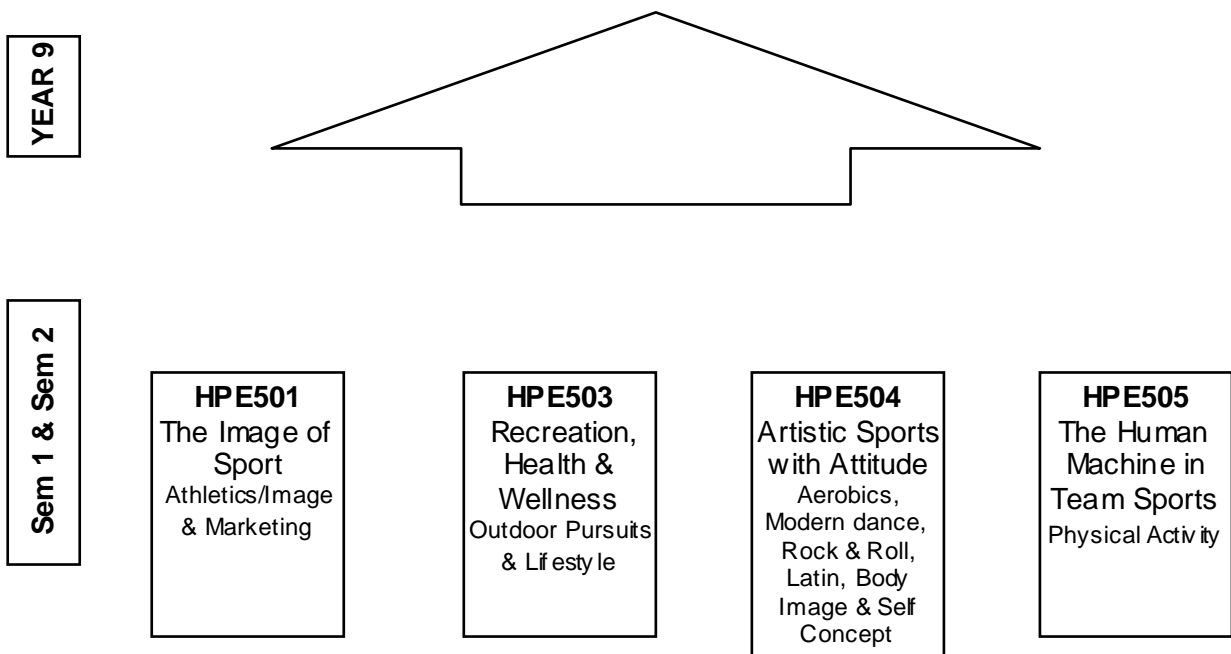 YEAR 9
Sem 1 & Sem 2
HPE501
The Image of
Sport
Athletics/Image
& Marketing
HPE503
Recreation,
Health &
Wellness
Outdoor Pursuits
& Lifestyle
HPE504
Artistic Sports
with Attitude
Aerobics,
Modern dance,
Rock & Roll,
Latin, Body
Image & Self
Concept
HPE505
The Human
Machine in
Team Sports
Physical Activity